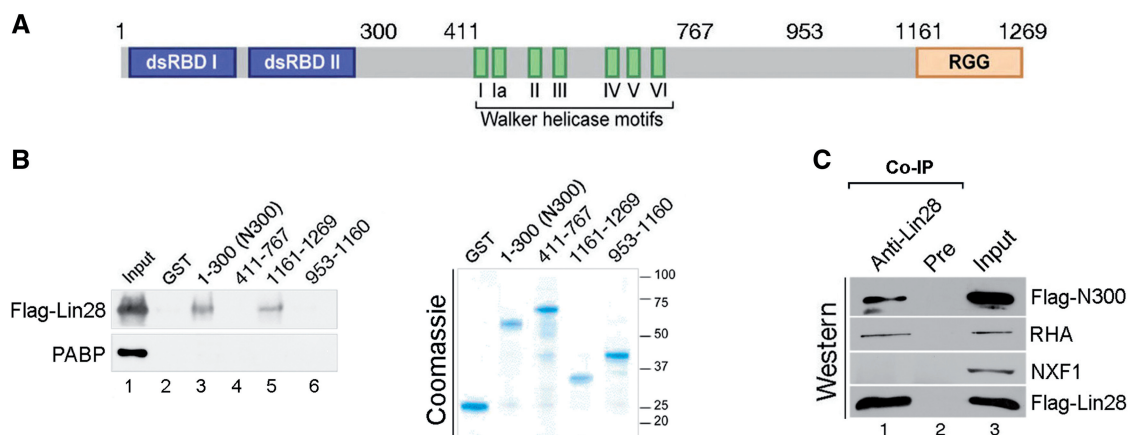 A
1 300 411 767 953 1161 1269
dsRBD I dsRBD II RGG
I Ia II III IV V VI
Walker helicase motifs
B
Input GST 1-300 (N300) 411-767 1161-1269 953-1160
Flag-Lin28
PABP
1 2 3 4 5 6
GST 1-300 (N300) 411-767 1161-1269 953-1160
Coomassie
100
75
50
37
25
20
C
Co-IP
Anti-Lin28 Pre Input
Western
Flag-N300
RHA
NXF1
Flag-Lin28
1 2 3